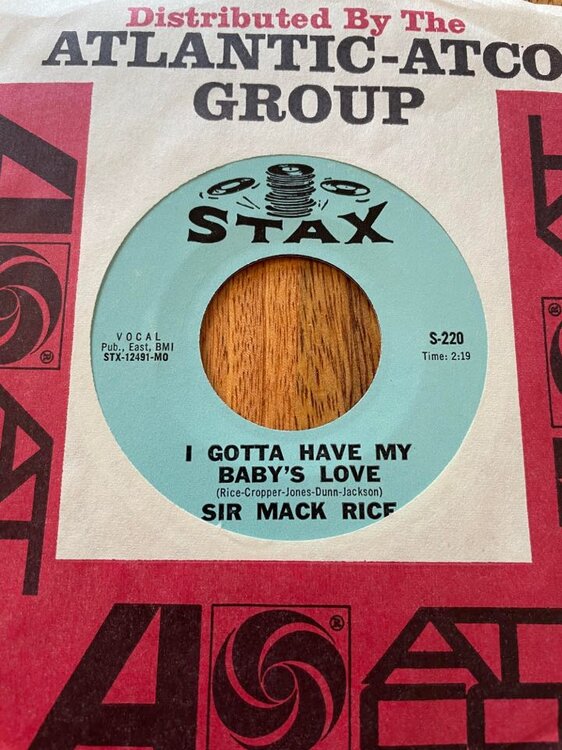 Distributed By The
ATLANTIC-ATCO
GROUP
STAX
VOCAL
Pub., East, BMI
STX-12491-MO
S-220
Time: 2:19
I GOTTA HAVE MY
BABY'S LOVE
(Rice-Cropper-Jones-Dunn-Jackson)
SIR MACK RICE